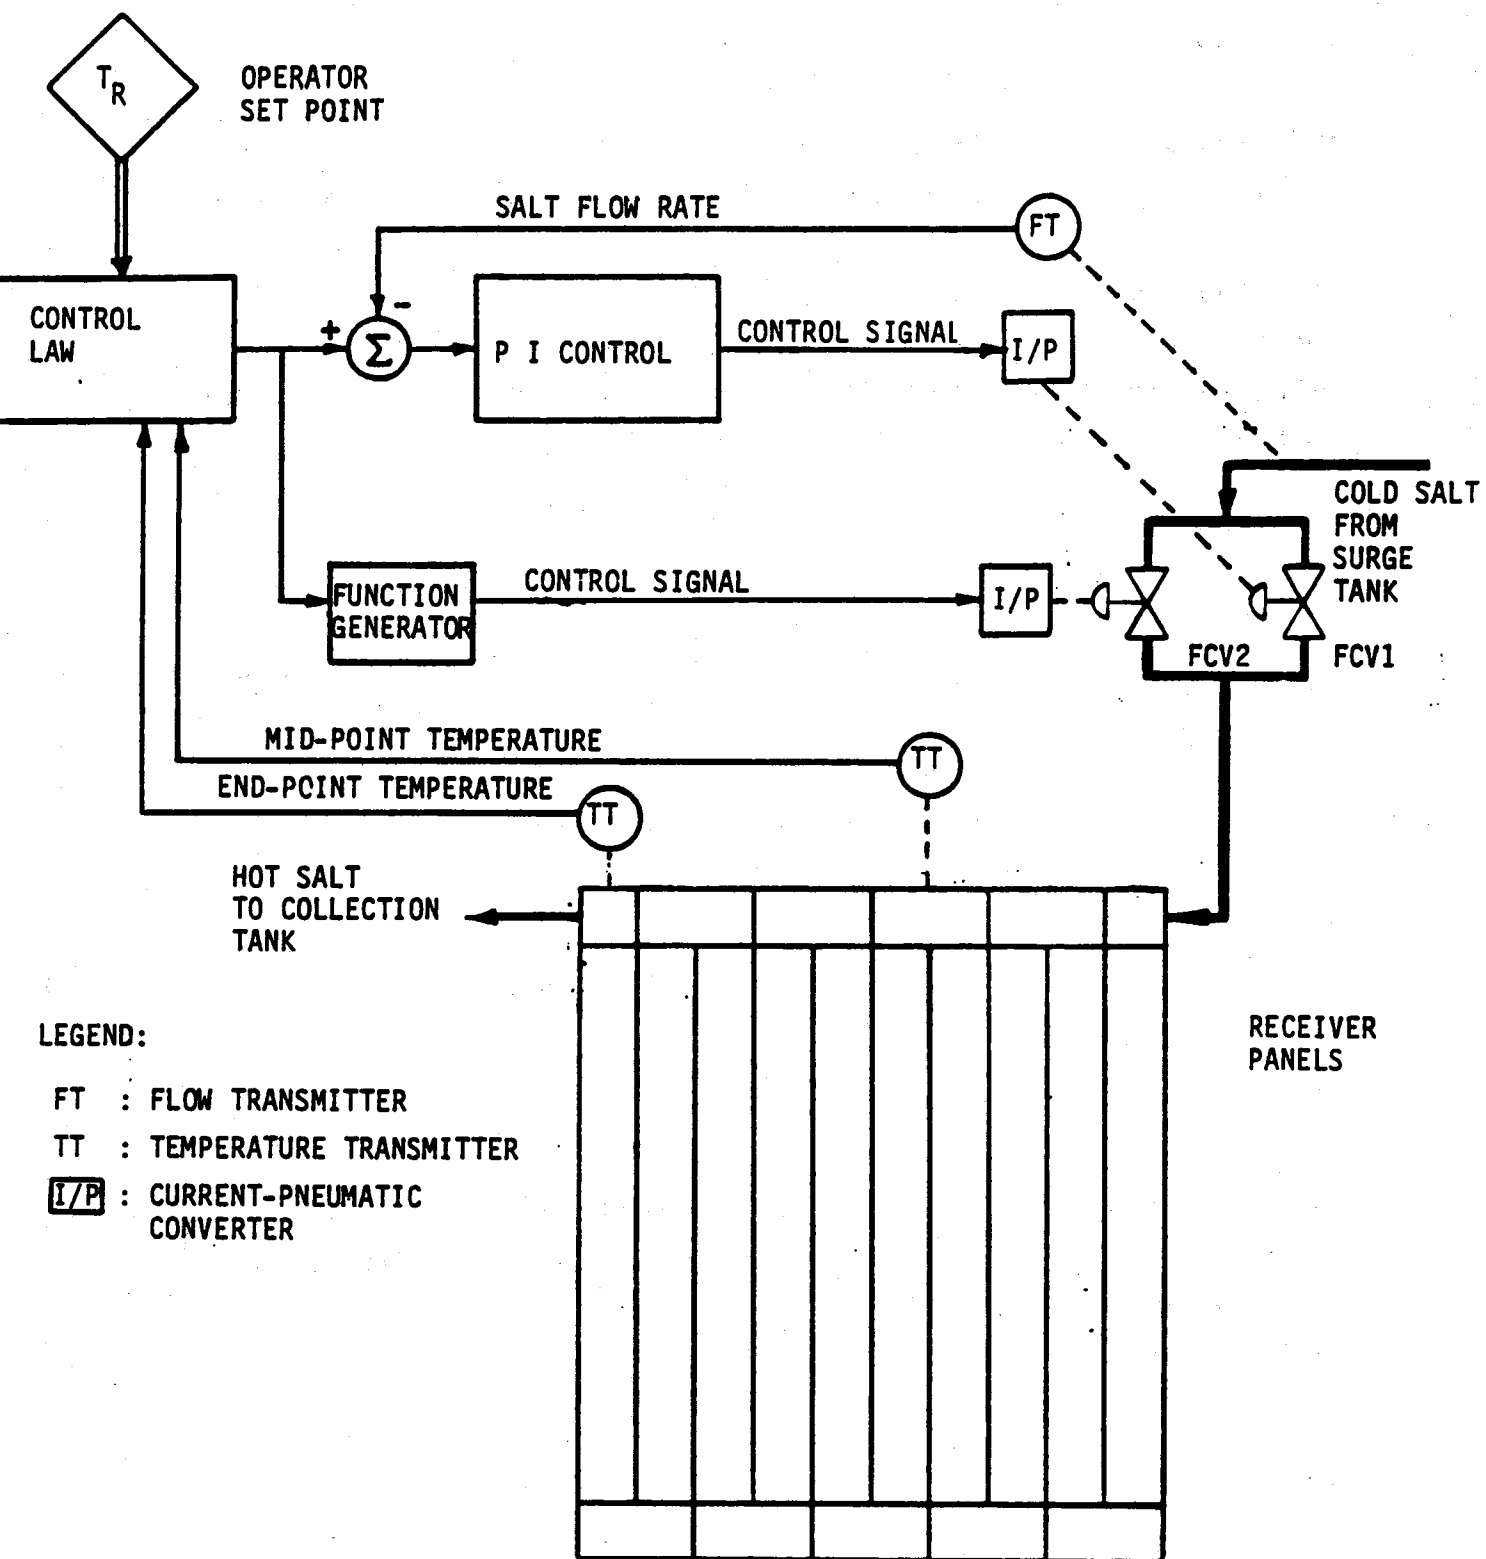 T_R
OPERATOR
SET POINT
SALT FLOW RATE
FT
CONTROL
LAW
+
-
Σ
P I CONTROL
CONTROL SIGNAL
I/P
COLD SALT
FROM
SURGE
TANK
FUNCTION
GENERATOR
CONTROL SIGNAL
I/P
FCV2
FCV1
MID-POINT TEMPERATURE
TT
END-POINT TEMPERATURE
TT
HOT SALT
TO COLLECTION
TANK
RECEIVER
PANELS
LEGEND:
FT : FLOW TRANSMITTER
TT : TEMPERATURE TRANSMITTER
I/P : CURRENT-PNEUMATIC
CONVERTER